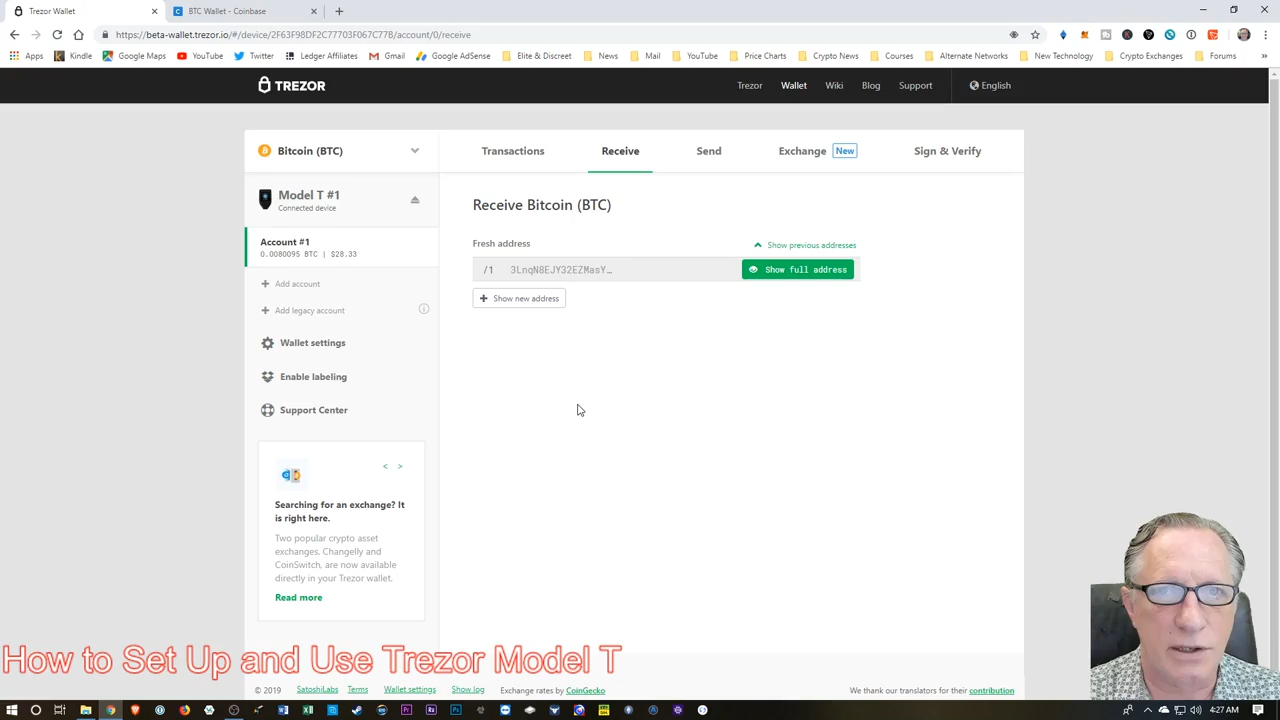 Trezor Wallet
BTC Wallet - Coinbase
https://beta-wallet.trezor.io/#/device/2F63F98DF2C77703F067C77B/account/0/receive
Apps Kindle Google Maps YouTube Twitter Ledger Affiliates Gmail Google AdSense Elite & Discreet News Mail YouTube Price Charts Crypto News Courses Alternate Networks New Technology Crypto Exchanges Forums »
TREZOR
Trezor Wallet Wiki Blog Support English
Bitcoin (BTC)
Transactions Receive Send Exchange New Sign & Verify
Model T #1
Connected device
Account #1
0.0080095 BTC | $28.33
Add account
Add legacy account
Wallet settings
Enable labeling
Support Center
< >
Searching for an exchange? It
is right here.
Two popular crypto asset
exchanges, Changelly and
CoinSwitch, are now available
directly in your Trezor wallet.
Read more
Receive Bitcoin (BTC)
Fresh address
Show previous addresses
/1 3LnqN8EJY32EZMasY…
Show full address
Show new address
How to Set Up and Use Trezor Model T
© 2019 SatoshiLabs Terms Wallet settings Show log Exchange rates by CoinGecko
We thank our translators for their contribution
4:27 AM